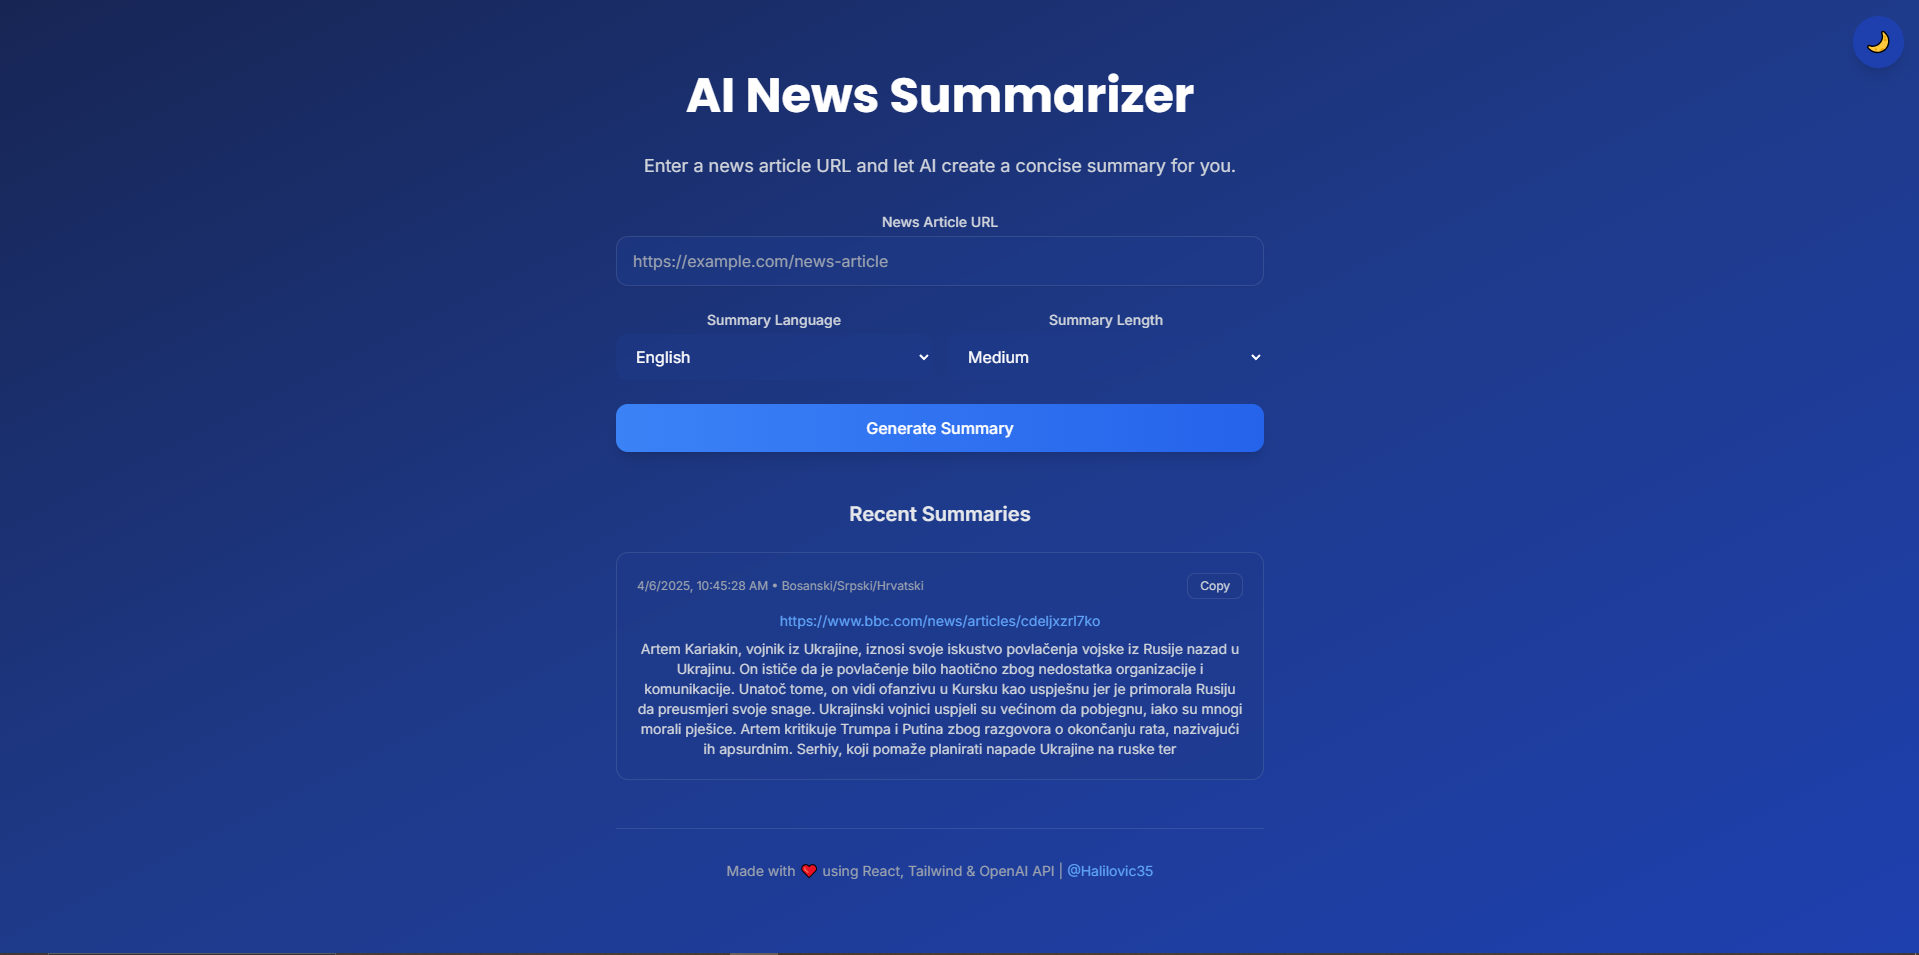 AI News Summarizer
Enter a news article URL and let AI create a concise summary for you.
News Article URL
https://example.com/news-article
Summary Language
Summary Length
English
Medium
Generate Summary
Recent Summaries
4/6/2025, 10:45:28 AM • Bosanski/Srpski/Hrvatski
Copy
https://www.bbc.com/news/articles/cdeljxzrl7ko
Artem Kariakin, vojnik iz Ukrajine, iznosi svoje iskustvo povlačenja vojske iz Rusije nazad u
Ukrajinu. On ističe da je povlačenje bilo haotično zbog nedostatka organizacije i
komunikacije. Unatoč tome, on vidi ofanzivu u Kursku kao uspješnu jer je primorala Rusiju
da preusmjeri svoje snage. Ukrajinski vojnici uspjeli su većinom da pobjegnu, iako su mnogi
morali pješice. Artem kritikuje Trumpa i Putina zbog razgovora o okončanju rata, nazivajući
ih apsurdnim. Serhiy, koji pomaže planirati napade Ukrajine na ruske ter
Made with ❤️ using React, Tailwind & OpenAI API | @Halilovic35